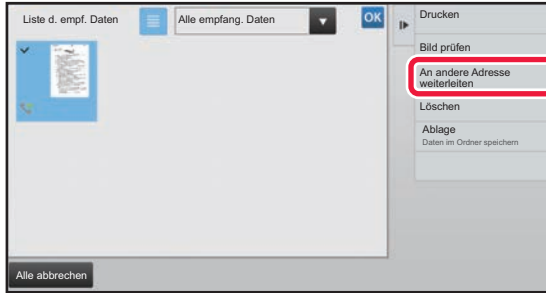 Liste d. empf. Daten
Alle empfang. Daten
OK
Drucken
Bild prüfen
An andere Adresse
weiterleiten
Löschen
Ablage
Daten im Ordner speichern
Alle abbrechen